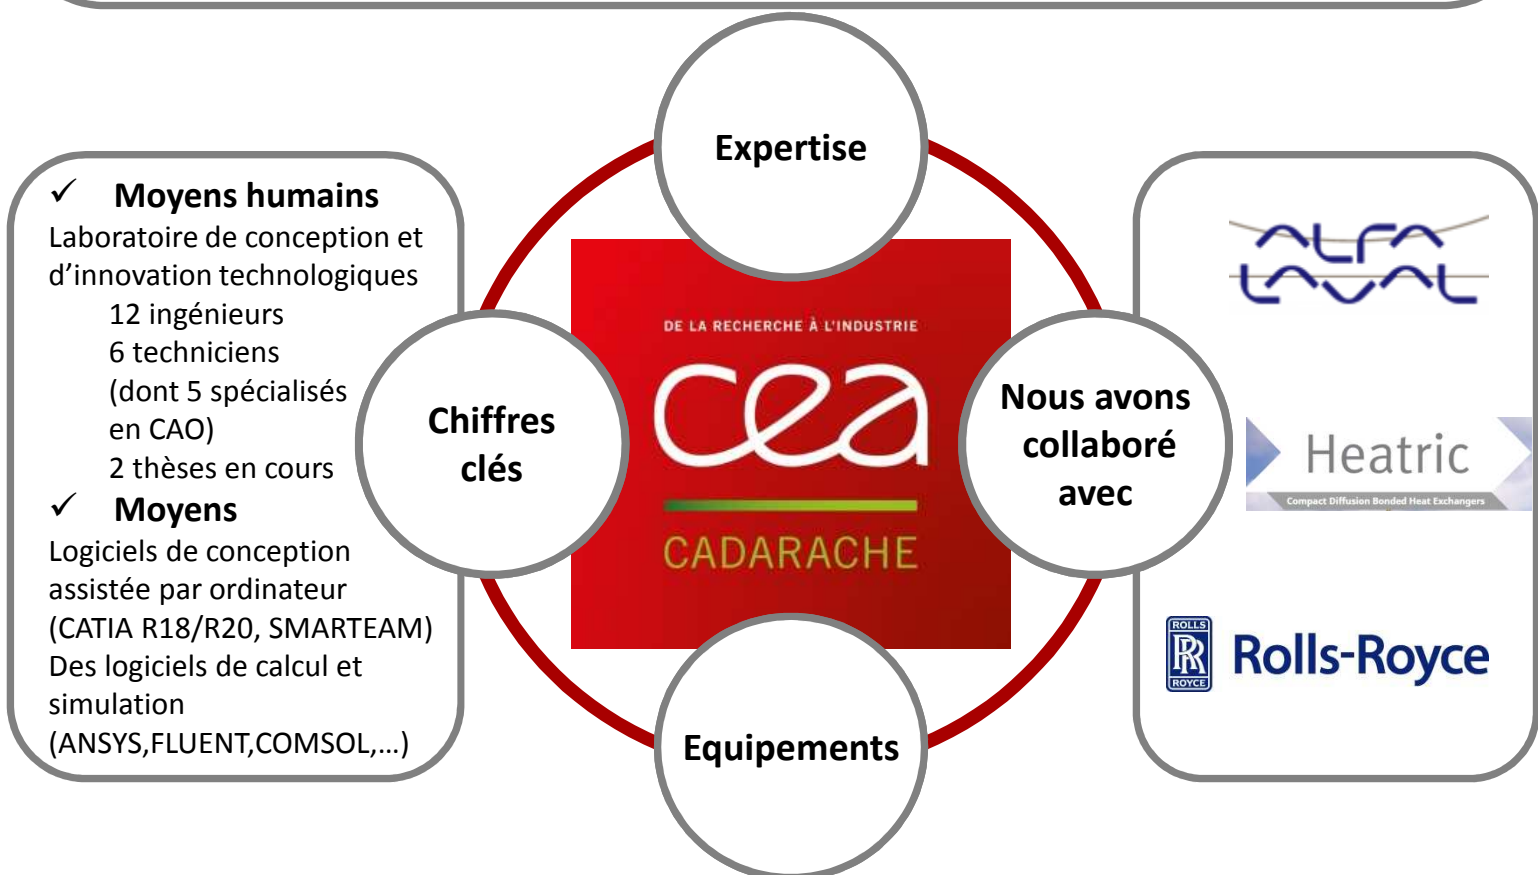 Expertise
✓ Moyens humains
Laboratoire de conception et
d’innovation technologiques
12 ingénieurs
6 techniciens
(dont 5 spécialisés
en CAO)
2 thèses en cours
✓ Moyens
Logiciels de conception
assistée par ordinateur
(CATIA R18/R20, SMARTEAM)
Des logiciels de calcul et
simulation
(ANSYS,FLUENT,COMSOL,…)
Chiffres
clés
DE LA RECHERCHE À L'INDUSTRIE
cea
CADARACHE
Nous avons
collaboré
avec
ALFA
LAVAL
Heatric
Compact Diffusion Bonded Heat Exchangers
ROLLS
RR
ROYCE
Rolls-Royce
Equipements